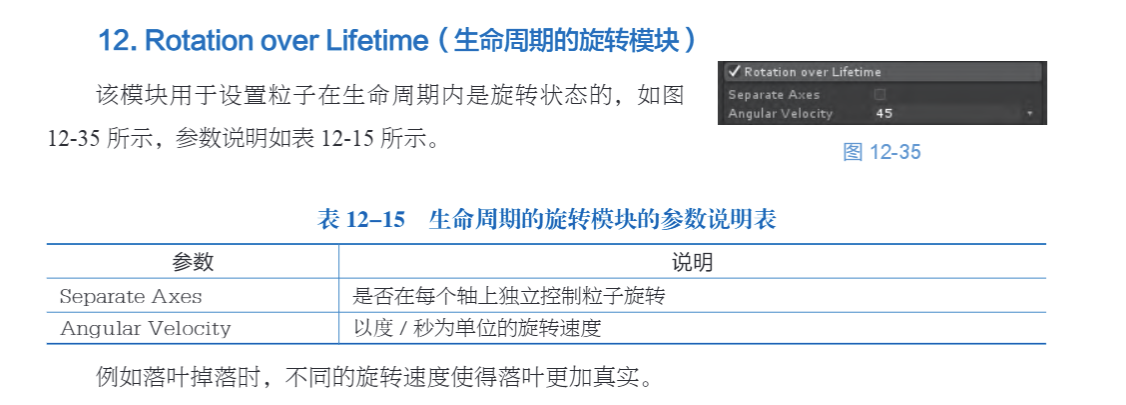 12. Rotation over Lifetime（生命周期的旋转模块）
该模块用于设置粒子在生命周期内是旋转状态的，如图
12-35 所示，参数说明如表 12-15 所示。
Rotation over Lifetime
Separate Axes
Angular Velocity 45
图 12-35
表 12–15 生命周期的旋转模块的参数说明表
参数 说明
Separate Axes 是否在每个轴上独立控制粒子旋转
Angular Velocity 以度 / 秒为单位的旋转速度
例如落叶掉落时，不同的旋转速度使得落叶更加真实。